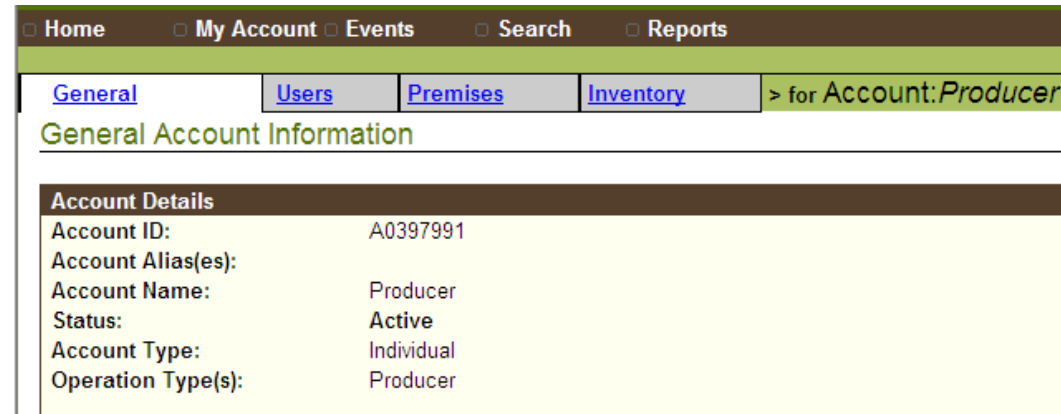 Home My Account Events Search Reports
General Users Premises Inventory > for Account:Producer
General Account Information
Account Details
Account ID: A0397991
Account Alias(es):
Account Name: Producer
Status: Active
Account Type: Individual
Operation Type(s): Producer